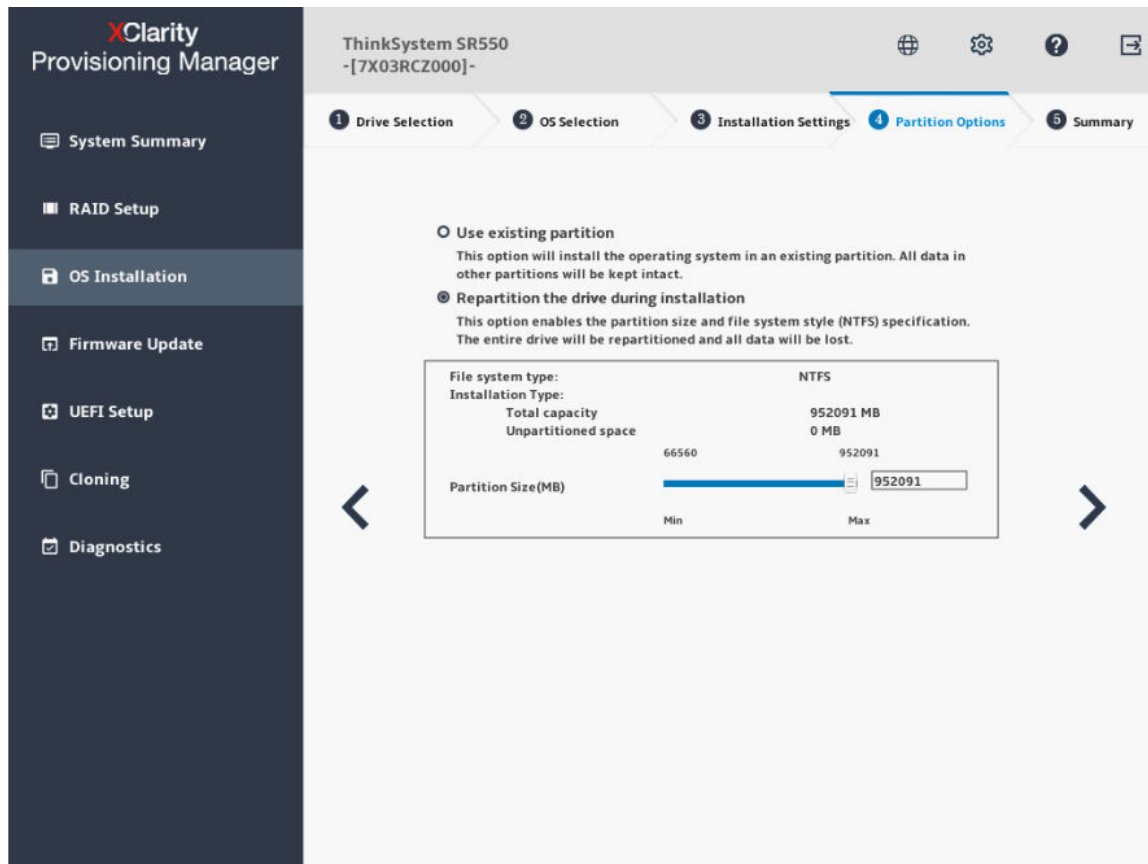 XClarity
Provisioning Manager
ThinkSystem SR550
-[7X03RCZ000]-
System Summary
RAID Setup
OS Installation
Firmware Update
UEFI Setup
Cloning
Diagnostics
1 Drive Selection
2 OS Selection
3 Installation Settings
4 Partition Options
5 Summary
Use existing partition
This option will install the operating system in an existing partition. All data in
other partitions will be kept intact.
Repartition the drive during installation
This option enables the partition size and file system style (NTFS) specification.
The entire drive will be repartitioned and all data will be lost.
File system type: NTFS
Installation Type:
Total capacity 952091 MB
Unpartitioned space 0 MB
66560 952091
Partition Size(MB) 952091
Min Max